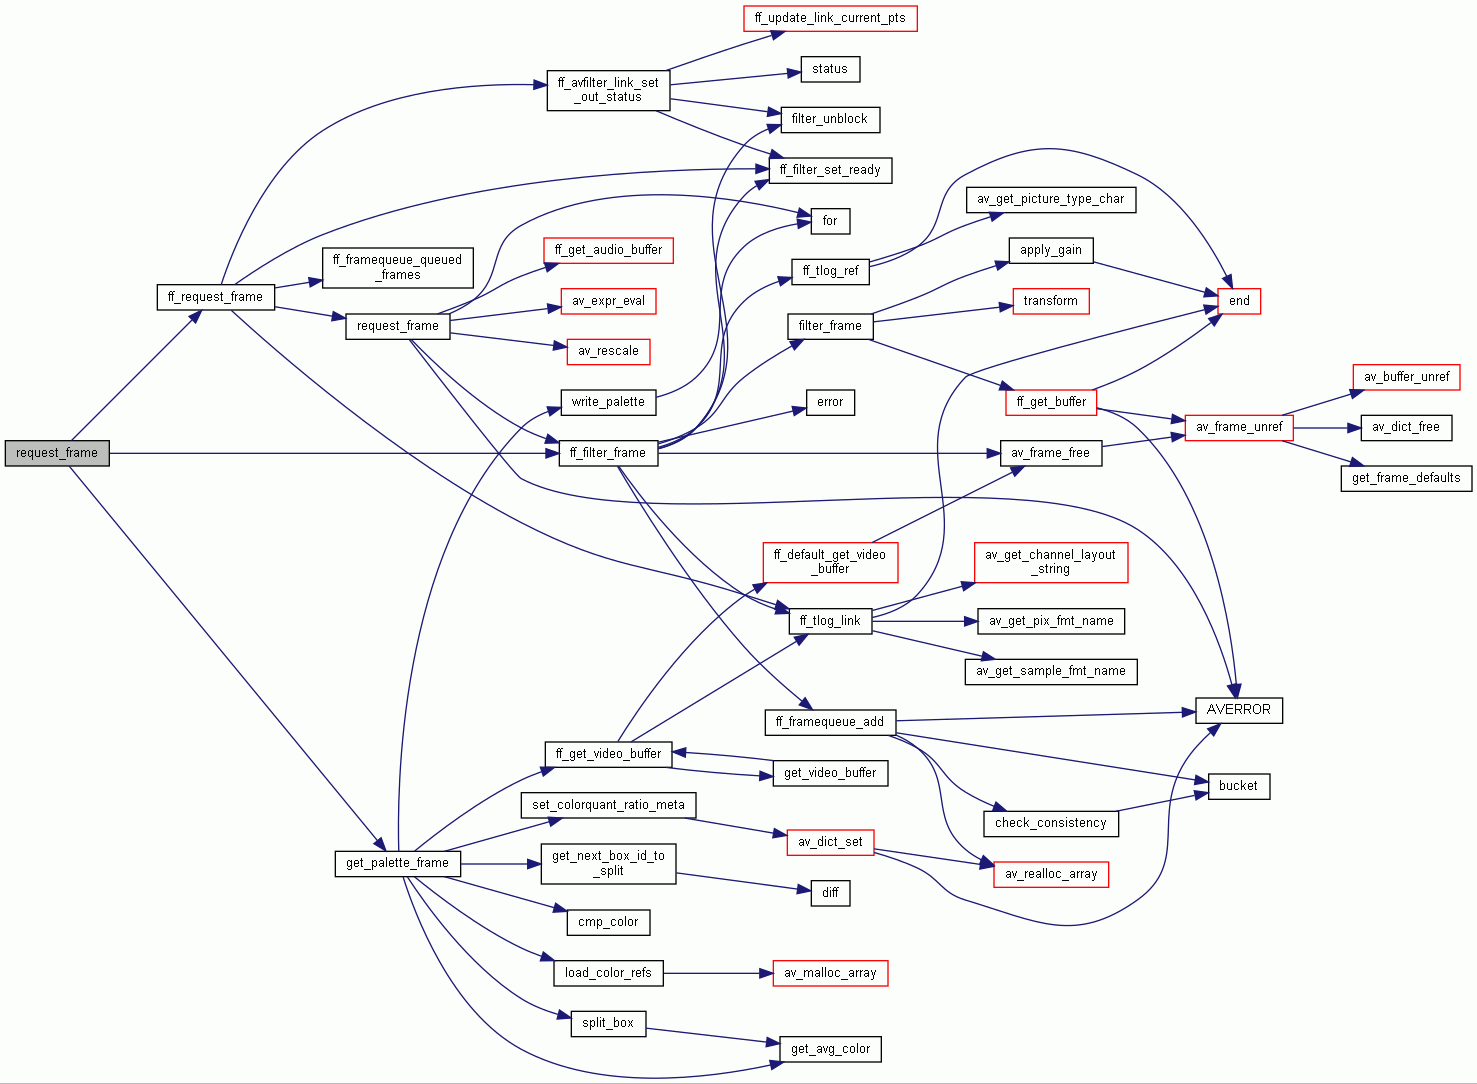 ff_update_link_current_pts
ff_avfilter_link_set
_out_status
status
filter_unblock
ff_filter_set_ready
av_get_picture_type_char
for
ff_framequeue_queued
_frames
ff_get_audio_buffer
apply_gain
ff_tlog_ref
ff_request_frame
av_expr_eval
transform
end
request_frame
filter_frame
av_rescale
av_buffer_unref
write_palette
error
ff_get_buffer
av_frame_unref
av_dict_free
request_frame
ff_filter_frame
av_frame_free
get_frame_defaults
ff_default_get_video
_buffer
av_get_channel_layout
_string
ff_tlog_link
av_get_pix_fmt_name
av_get_sample_fmt_name
AVERROR
ff_framequeue_add
ff_get_video_buffer
get_video_buffer
bucket
set_colorquant_ratio_meta
check_consistency
av_dict_set
get_palette_frame
get_next_box_id_to
_split
av_realloc_array
diff
cmp_color
load_color_refs
av_malloc_array
split_box
get_avg_color